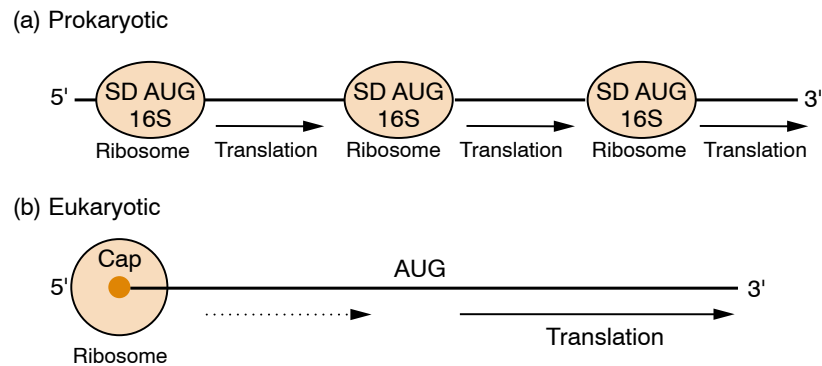 (a) Prokaryotic
5' SD AUG SD AUG SD AUG 3'
16S 16S 16S
Ribosome Translation Ribosome Translation Ribosome Translation
(b) Eukaryotic
Cap
AUG
5' 3'
Translation
Ribosome